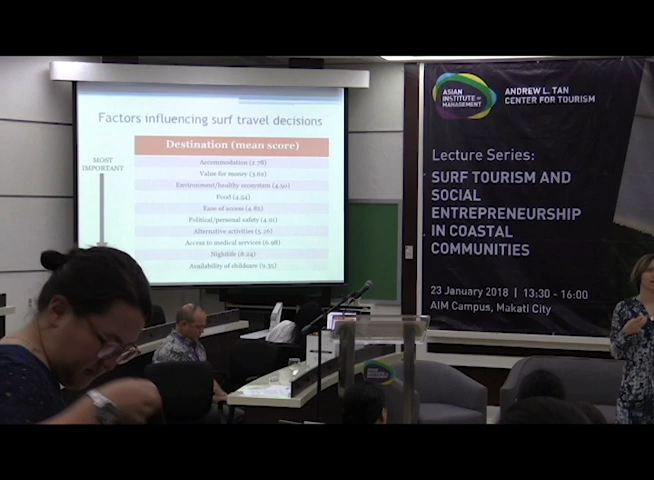 Factors influencing surf travel decisions
MOST
IMPORTANT
Destination (mean score)
Accommodation (2.78)
Value for money (3.62)
Environment/healthy ecosystem (4.50)
Food (4.54)
Ease of access (4.82)
Political/personal safety (4.91)
Alternative activities (5.26)
Access to medical services (6.98)
Nightlife (8.24)
Availability of childcare (9.35)
ASIAN
INSTITUTE OF
MANAGEMENT
ANDREW L. TAN
CENTER FOR TOURISM
Lecture Series:
SURF TOURISM AND
SOCIAL
ENTREPRENEURSHIP
IN COASTAL
COMMUNITIES
23 January 2018 | 13:30 - 16:00
AIM Campus, Makati City